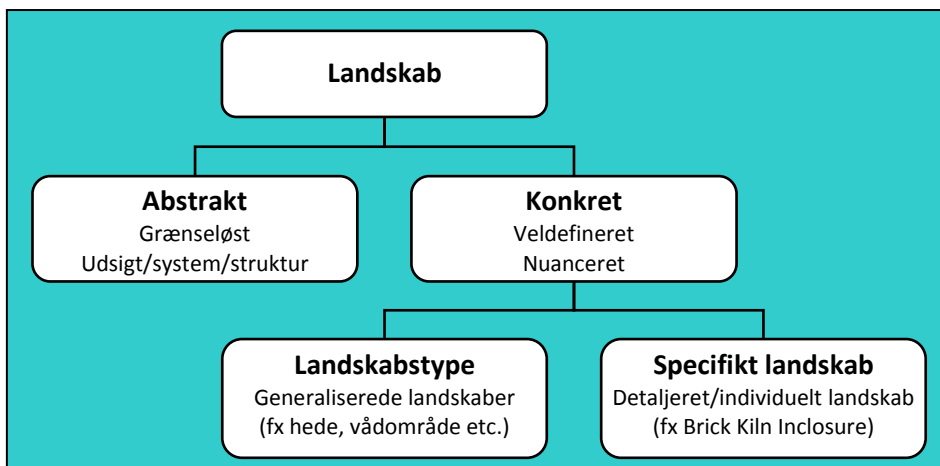 Landskab
Abstrakt
Grænseløst
Udsigt/system/struktur
Konkret
Veldefineret
Nuanceret
Landskabstype
Generaliserede landskaber
(fx hede, vådområde etc.)
Specifikt landskab
Detaljeret/individuelt landskab
(fx Brick Kiln Inclosure)